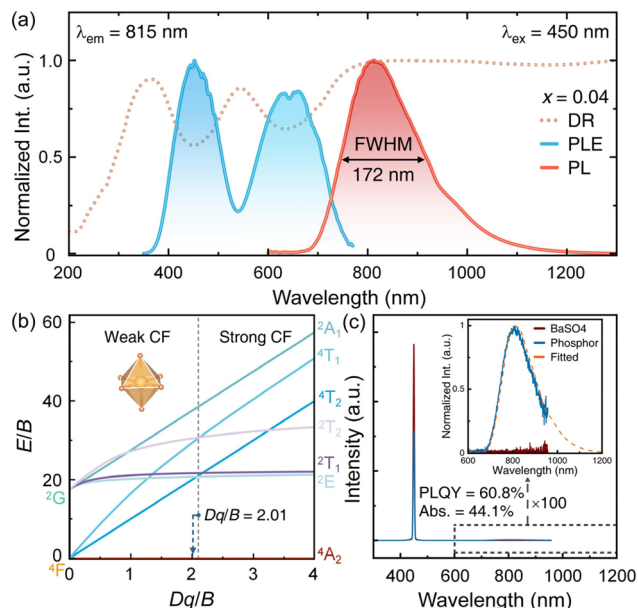 (a)
λem = 815 nm
λex = 450 nm
x = 0.04
DR
PLE
PL
FWHM
172 nm
Normalized Int. (a.u.)
1.0
0.5
0
200
400
600
800
1000
1200
Wavelength (nm)
(b)
Weak CF
Strong CF
E/B
60
40
20
0
²G
⁴F
²A₁
⁴T₁
⁴T₂
²T₂
²T₁
²E
⁴A₂
Dq/B = 2.01
0
1
2
3
4
Dq/B
(c)
Intensity (a.u.)
BaSO4
Phosphor
Fitted
Normalized Int. (a.u.)
1
0.5
0
600
800
1000
1200
Wavelength (nm)
PLQY = 60.8%
Abs. = 44.1%
×100
400
600
800
1000
1200
Wavelength (nm)